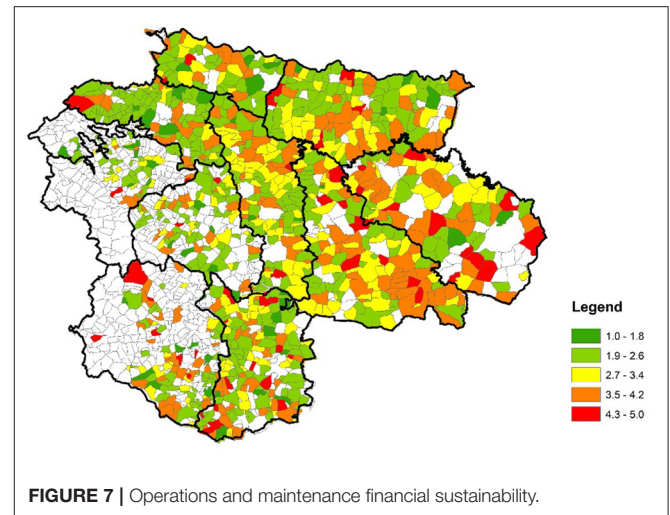 Legend
1.0 - 1.8
1.9 - 2.6
2.7 - 3.4
3.5 - 4.2
4.3 - 5.0
FIGURE 7 | Operations and maintenance financial sustainability.